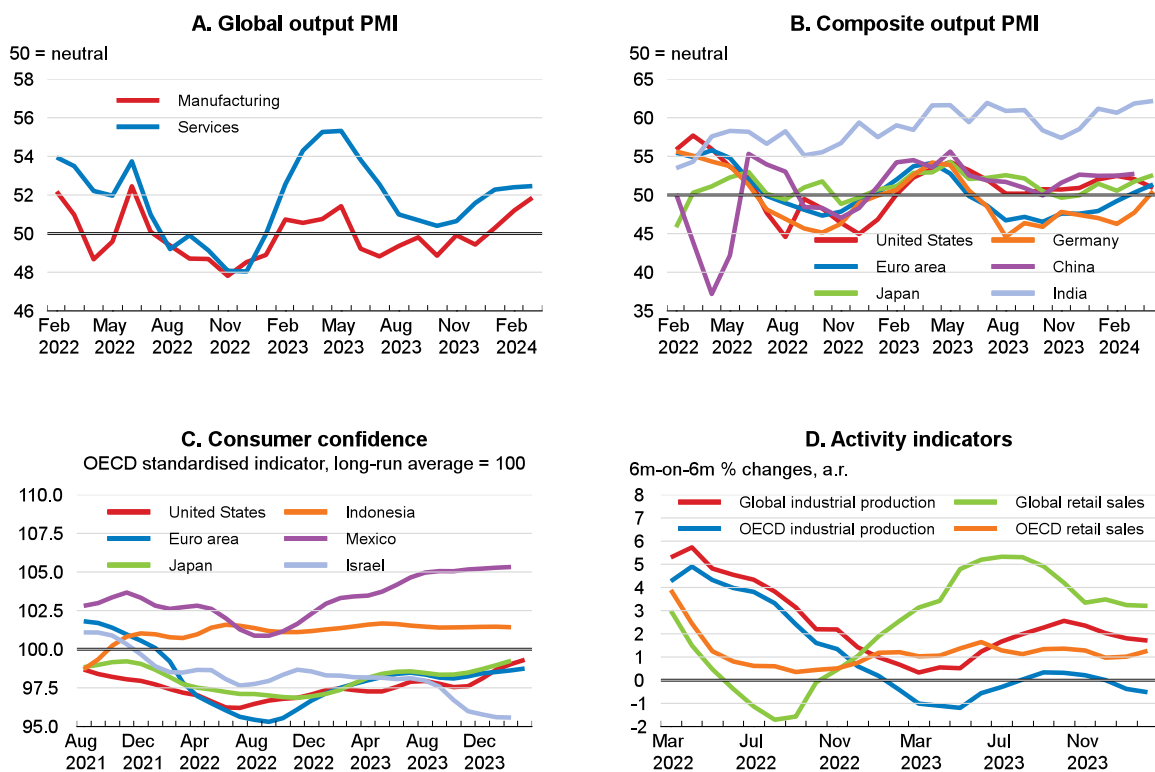 A. Global output PMI
50 = neutral
58
56
54
52
50
48
46
Manufacturing
Services
Feb May Aug Nov Feb May Aug Nov Feb
2022 2022 2022 2022 2023 2023 2023 2023 2024
B. Composite output PMI
50 = neutral
65
60
55
50
45
40
35
United States Germany
Euro area China
Japan India
Feb May Aug Nov Feb May Aug Nov Feb
2022 2022 2022 2022 2023 2023 2023 2023 2024
C. Consumer confidence
OECD standardised indicator, long-run average = 100
110.0
107.5
105.0
102.5
100.0
97.5
95.0
United States Indonesia
Euro area Mexico
Japan Israel
Aug Dec Apr Aug Dec Apr Aug Dec
2021 2021 2022 2022 2022 2023 2023 2023
D. Activity indicators
6m-on-6m % changes, a.r.
8
7
6
5
4
3
2
1
0
-1
-2
Global industrial production Global retail sales
OECD industrial production OECD retail sales
Mar Jul Nov Mar Jul Nov
2022 2022 2022 2023 2023 2023